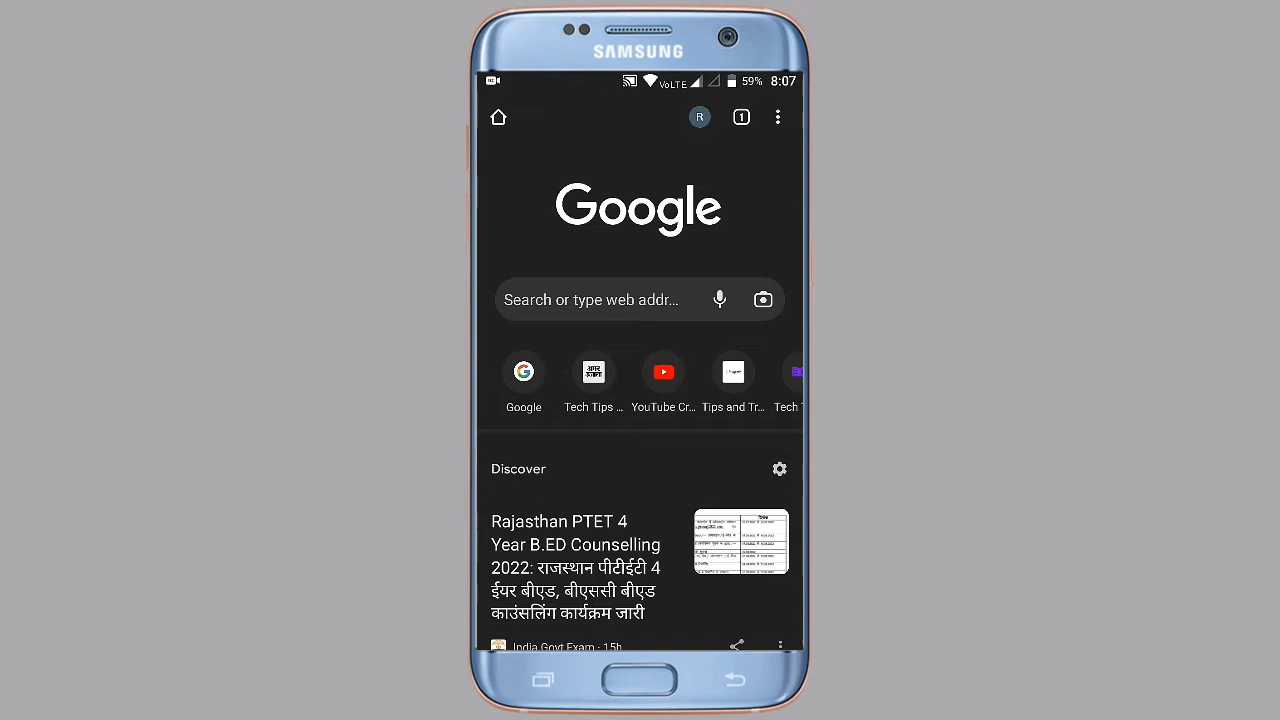 SAMSUNG
VoLTE 59% 8:07
R 1
Google
Search or type web addr...
Google Tech Tips ... YouTube Cr... Tips and Tr... Tech T
Discover
Rajasthan PTET 4
Year B.ED Counselling
2022: राजस्थान पीटीईटी 4
ईयर बीएड, बीएससी बीएड
काउंसलिंग कार्यक्रम जारी
India Govt Exam · 15h